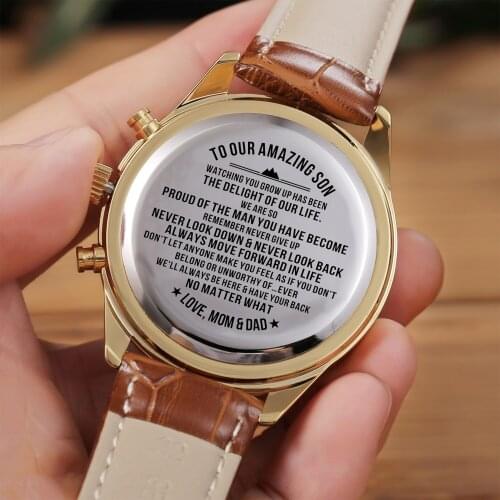 TO OUR AMAZING SON
WATCHING YOU GROW UP HAS BEEN
THE DELIGHT OF OUR LIFE.
WE ARE SO
PROUD OF THE MAN YOU HAVE BECOME
REMEMBER NEVER GIVE UP
NEVER LOOK DOWN & NEVER LOOK BACK
ALWAYS MOVE FORWARD IN LIFE
DON'T LET ANYONE MAKE YOU FEEL AS IF YOU DON'T
BELONG OR UNWORTHY OF...EVER
WE'LL ALWAYS BE HERE & HAVE YOUR BACK
NO MATTER WHAT
★ LOVE, MOM & DAD ★